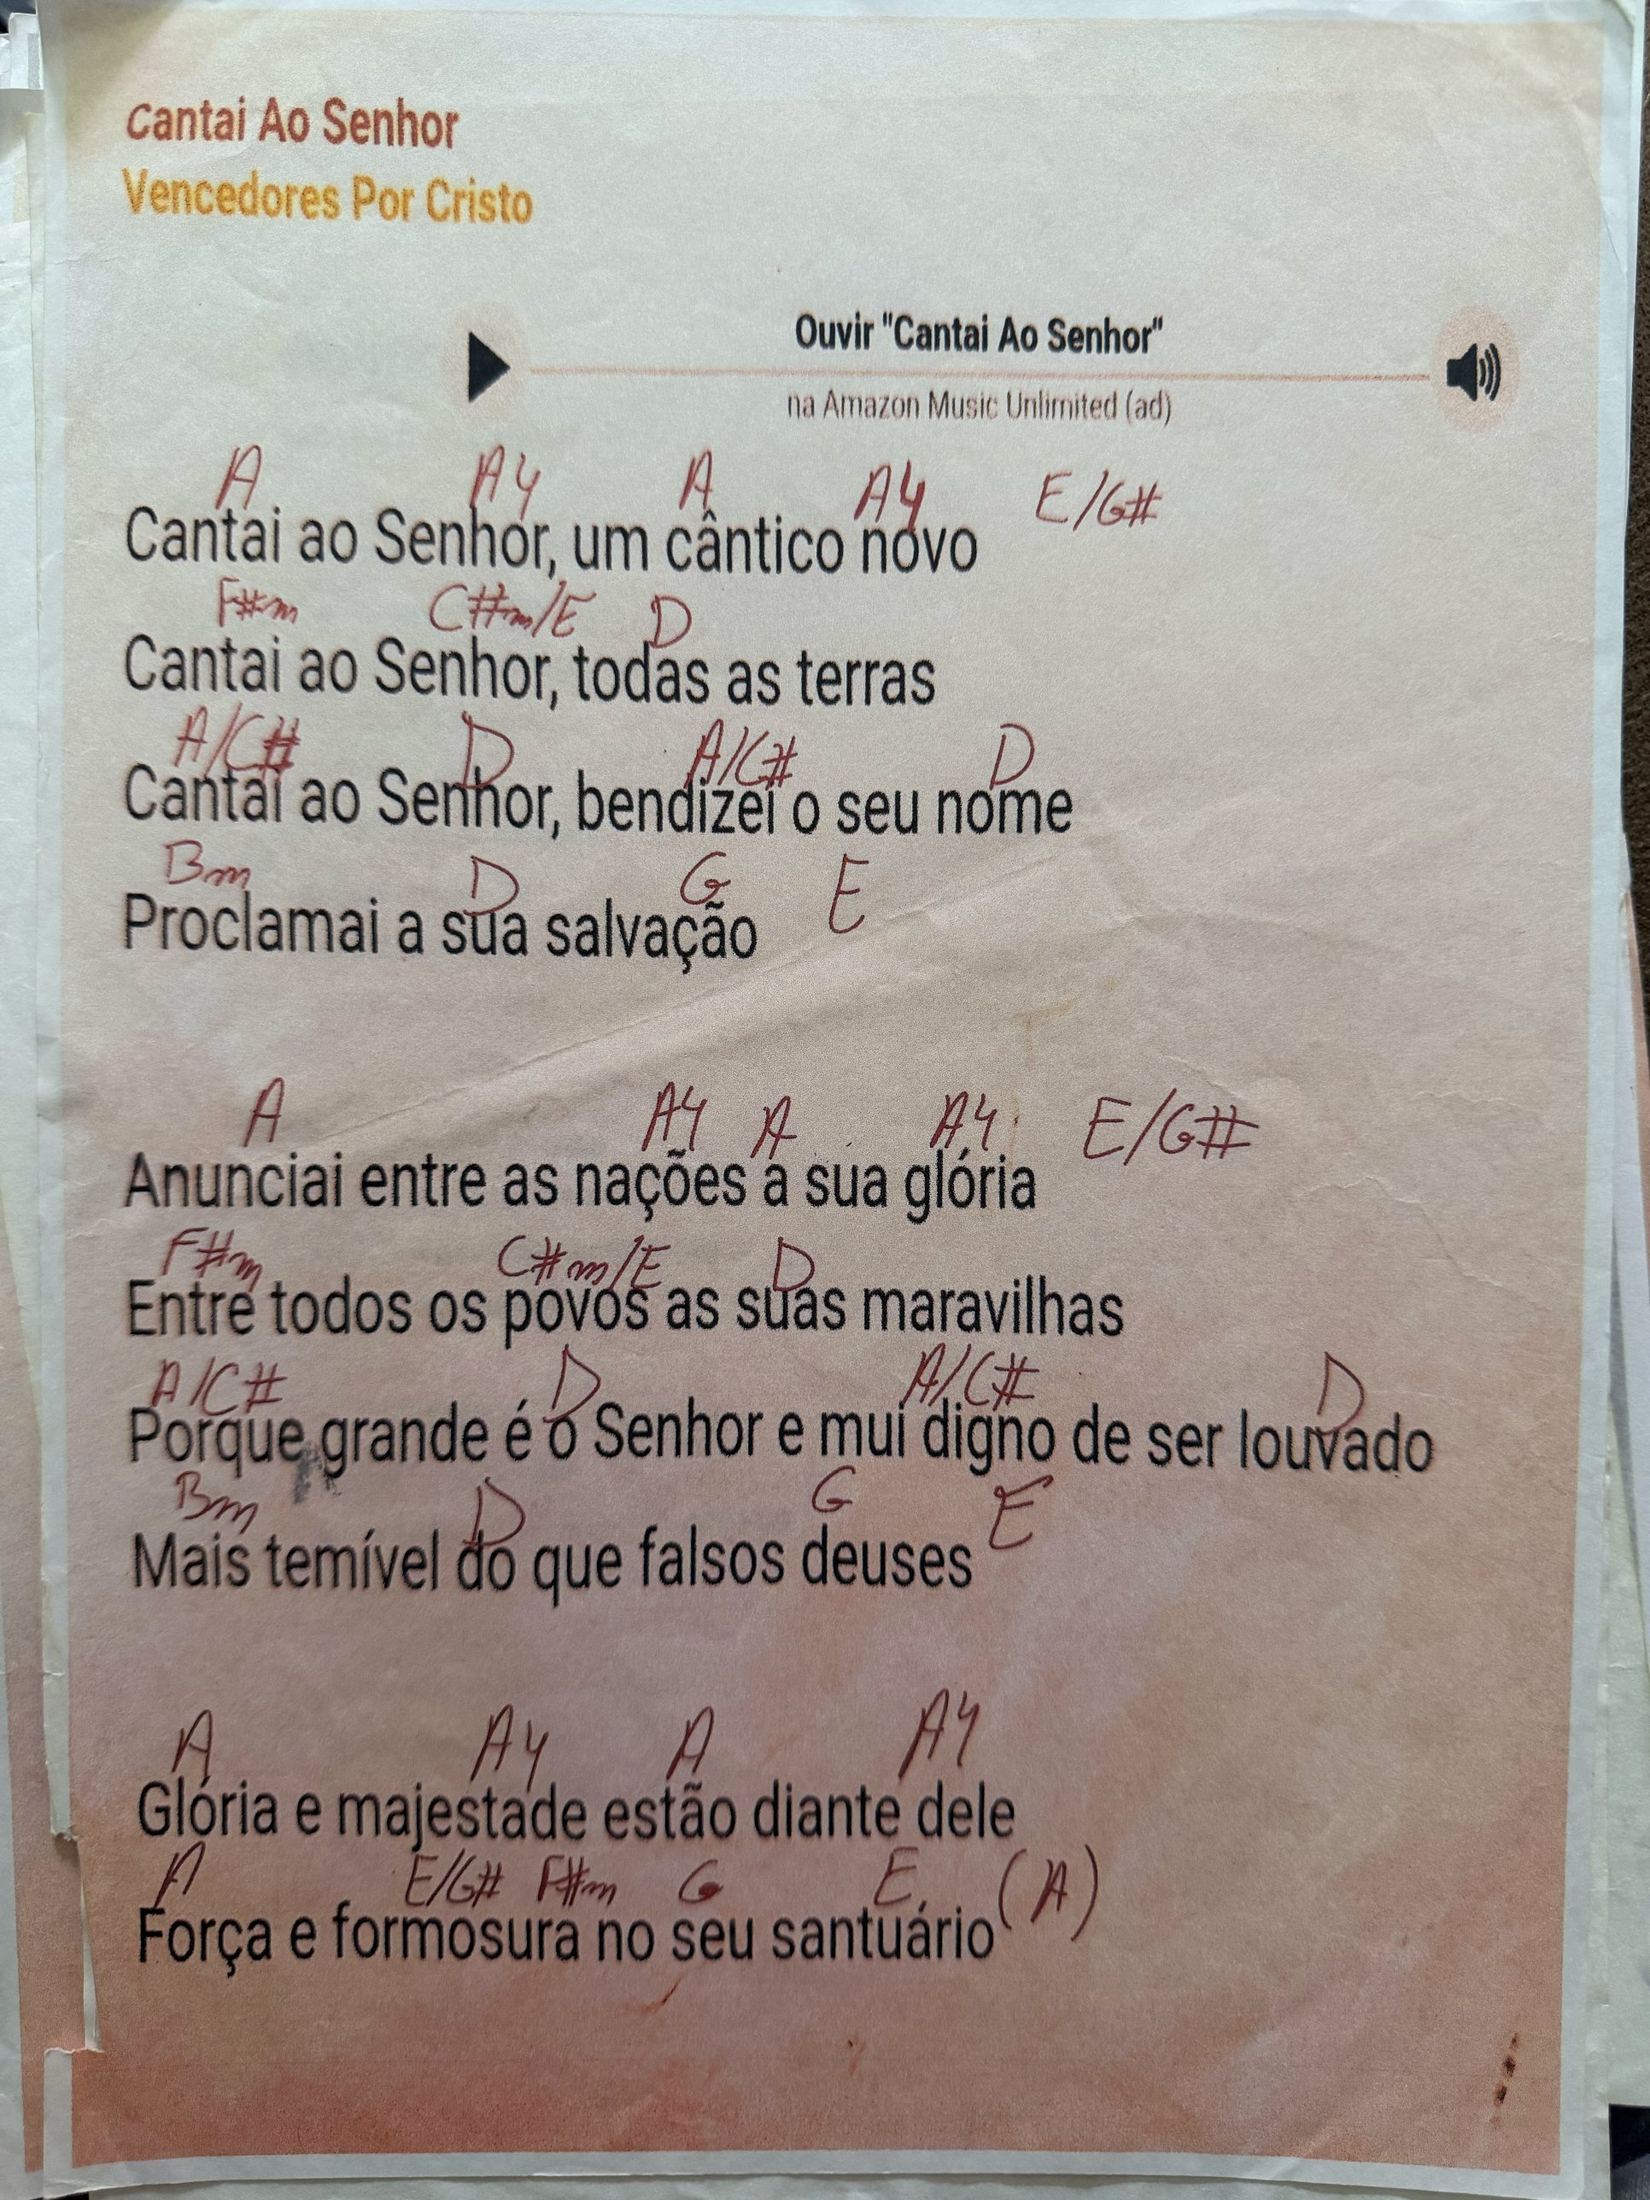 Cantai Ao Senhor
Vencedores Por Cristo
Ouvir "Cantai Ao Senhor"
na Amazon Music Unlimited (ad)
A A4 A A4 E/G#
Cantai ao Senhor, um cântico novo
F#m C#m/E D
Cantai ao Senhor, todas as terras
A/C# D A/C# D
Cantai ao Senhor, bendizei o seu nome
Bm D G E
Proclamai a sua salvação
A A4 A A4 E/G#
Anunciai entre as nações a sua glória
F#m C#m/E D
Entre todos os povos as suas maravilhas
A/C# D A/C# D
Porque grande é o Senhor e mui digno de ser louvado
Bm D G E
Mais temível do que falsos deuses
A A4 A A4
Glória e majestade estão diante dele
A E/G# F#m G E (A)
Força e formosura no seu santuário